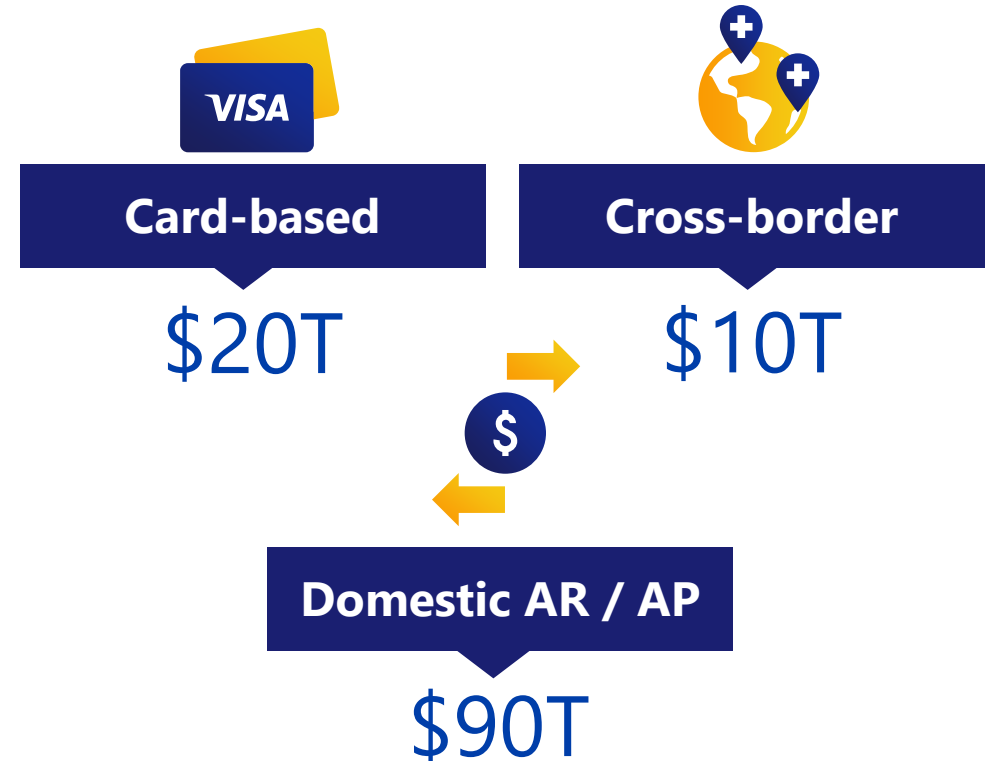 VISA
Card-based
Cross-border
$20T
$10T
$
Domestic AR / AP
$90T